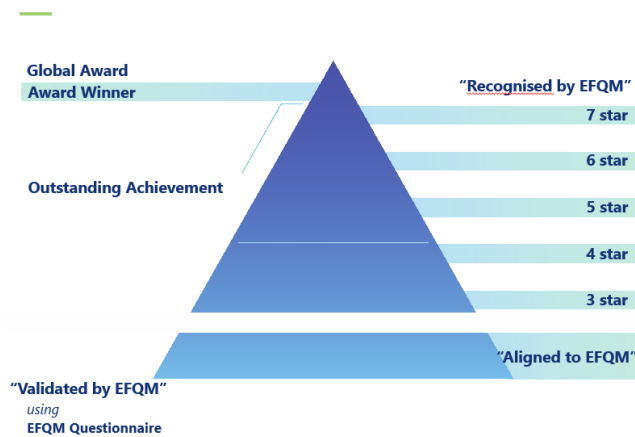 Global Award
Award Winner
“Recognised by EFQM”
7 star
6 star
Outstanding Achievement
5 star
4 star
3 star
“Aligned to EFQM”
“Validated by EFQM”
using
EFQM Questionnaire